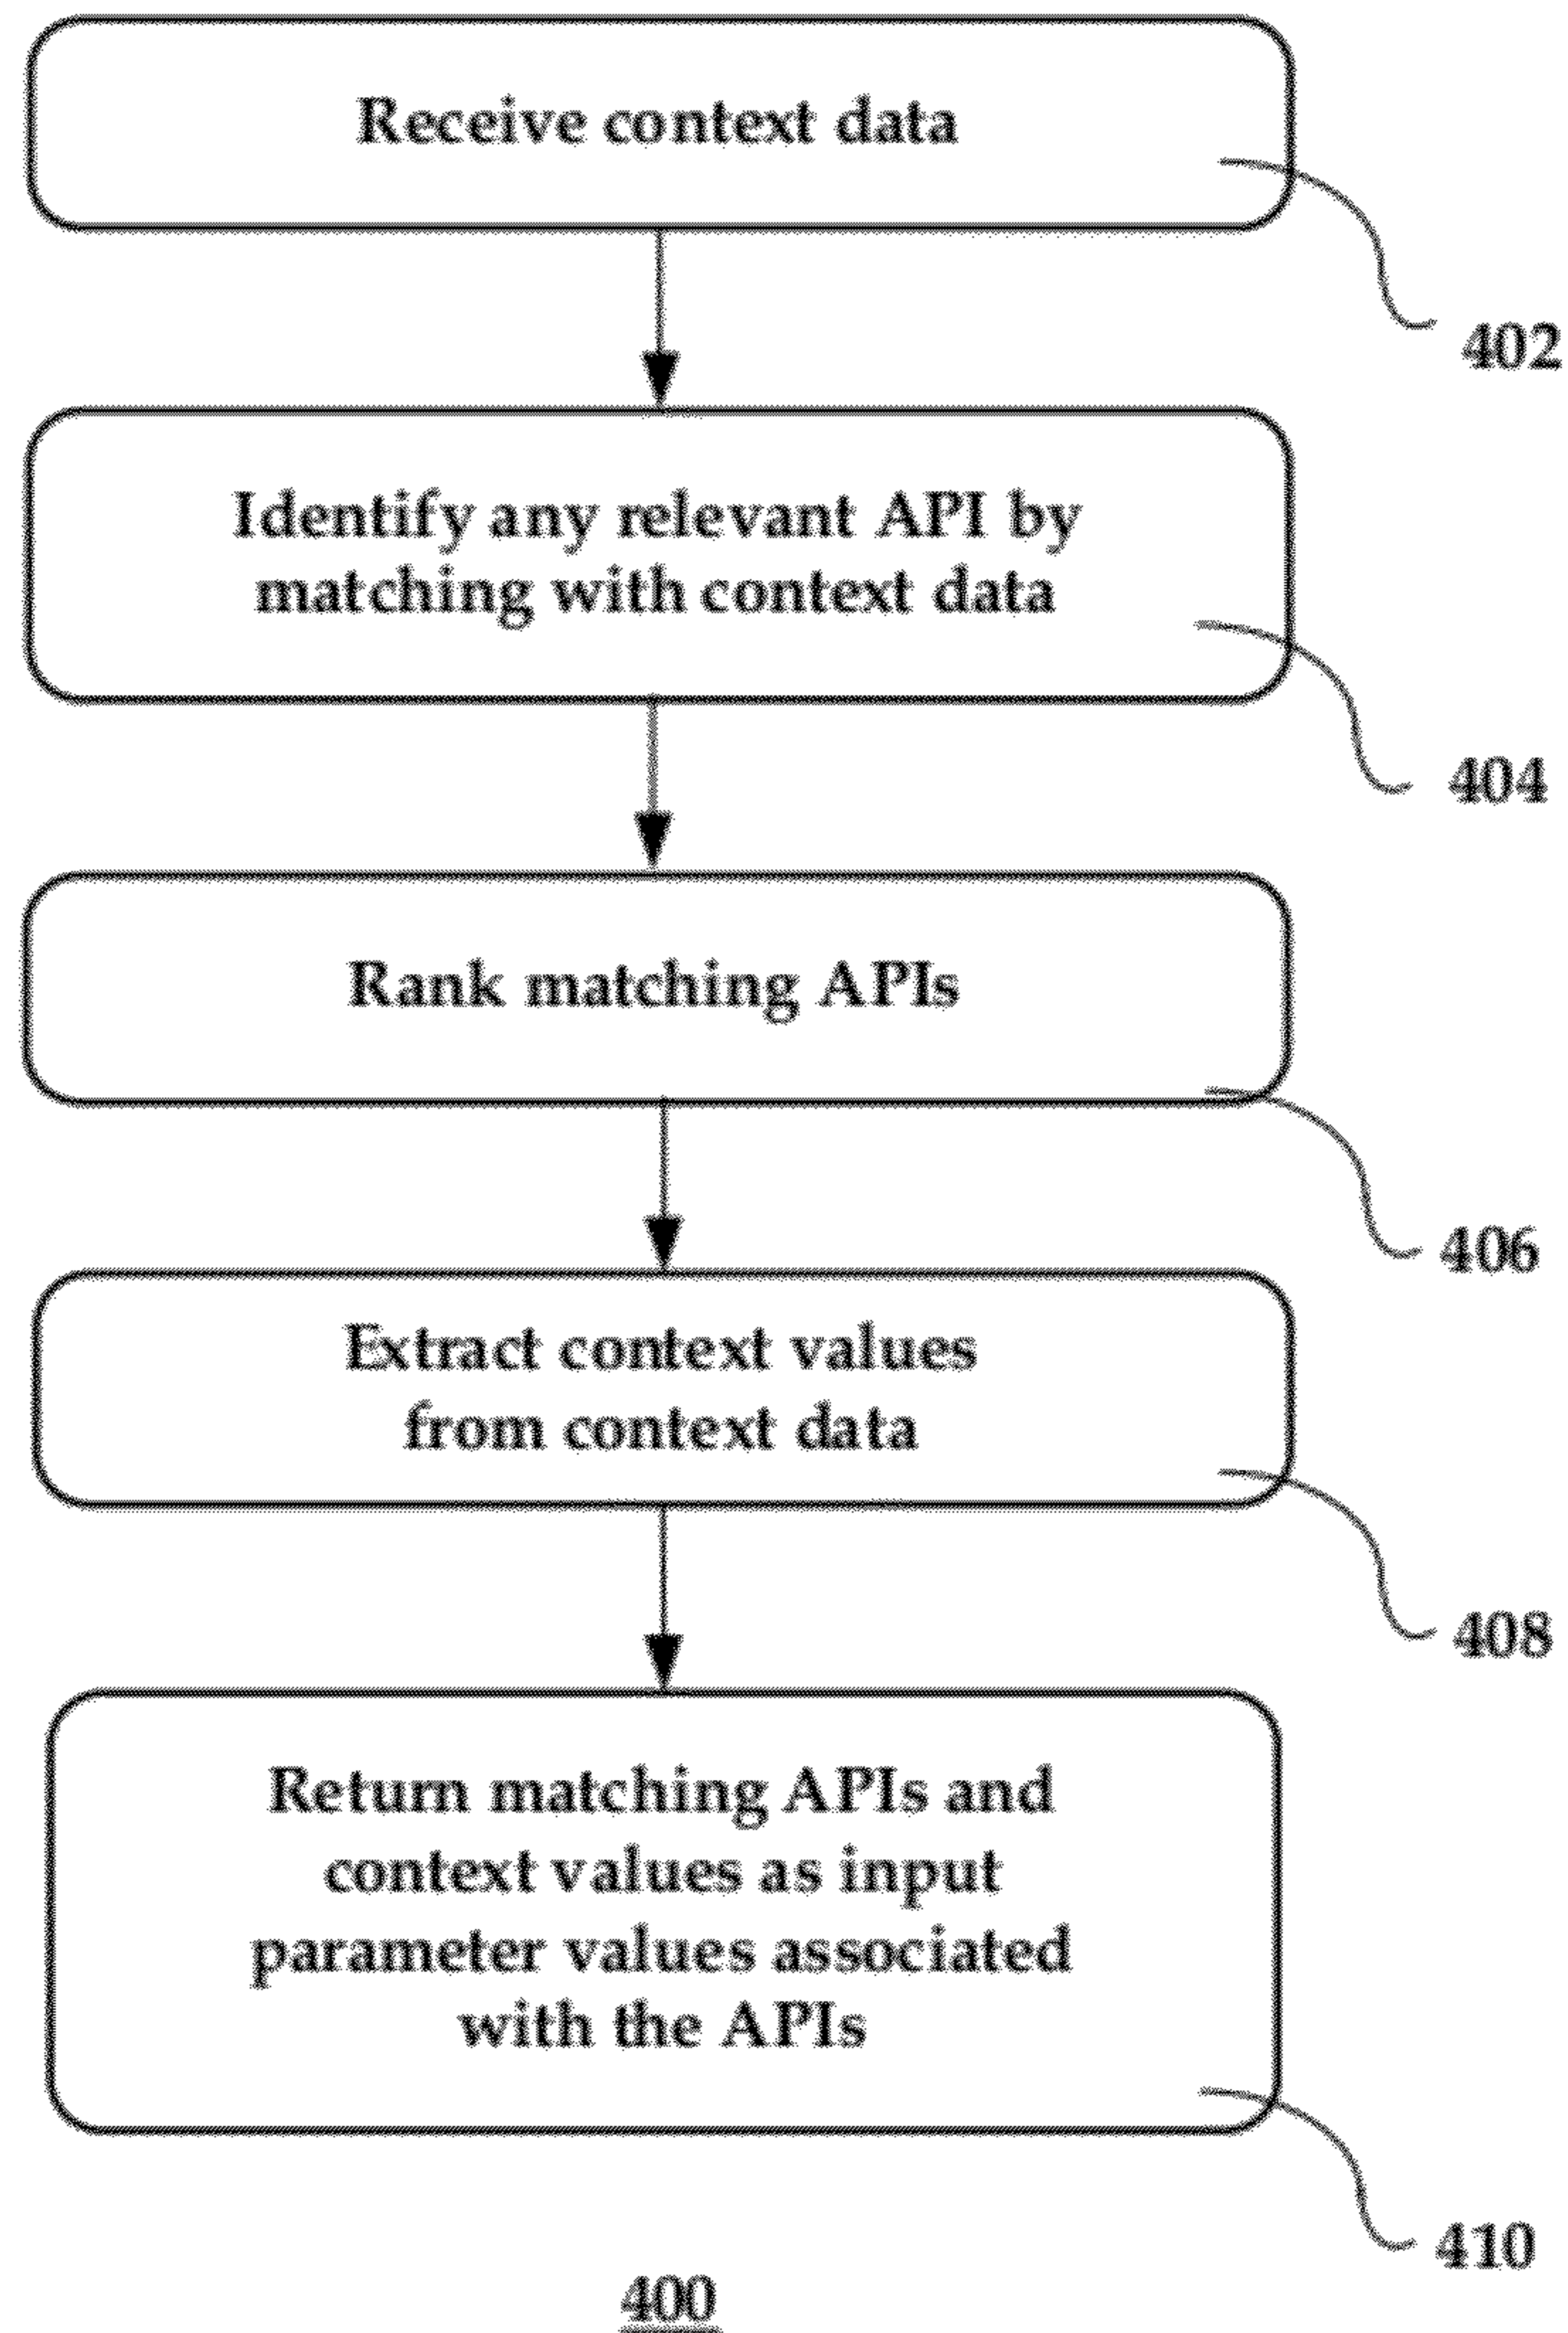 Receive context data
402
Identify any relevant API by
matching with context data
404
Rank matching APIs
406
Extract context values
from context data
408
Return matching APIs and
context values as input
parameter values associated
with the APIs
410
400